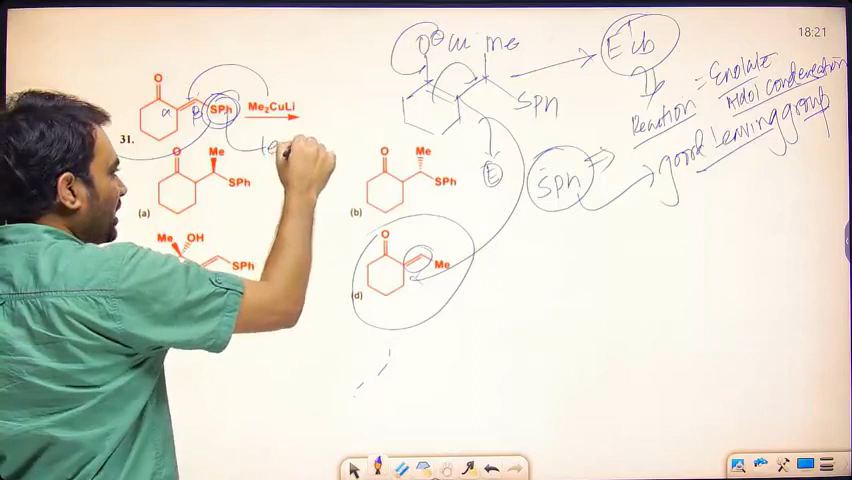 18:21
O⊖ Cu Me
SPh
E1cb
Reaction = Enolate
Aldol condensation
SPh ⇒ good leaving group
E
31.
O
α β SPh
Me₂CuLi
O Me
SPh
(a)
O Me
SPh
(b)
Me OH
SPh
O
Me
(d)